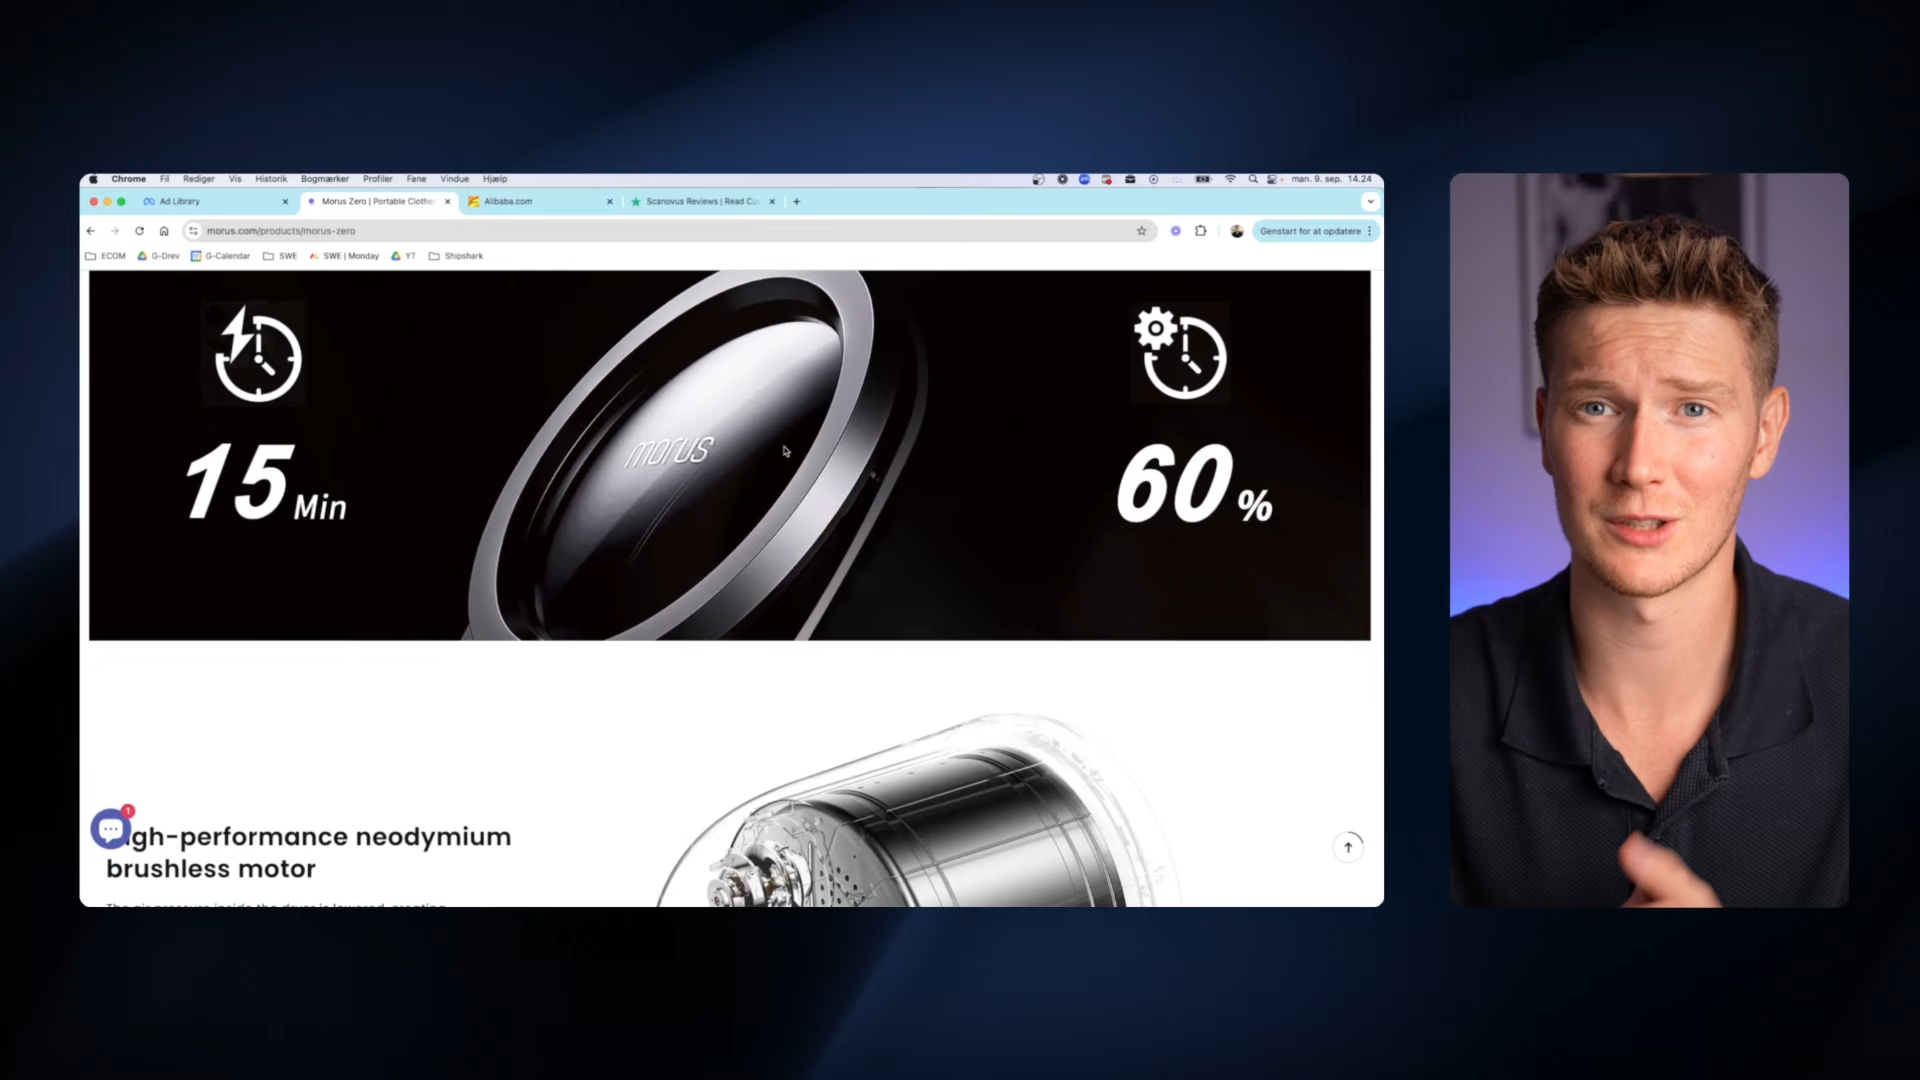 Chrome Fil Rediger Vis Historik Bogmærker Profiler Fane Vindue Hjælp man. 9. sep. 14.24
Ad Library Morus Zero | Portable Clothe Alibaba.com Scanovus Reviews | Read Cu
morus.com/products/morus-zero Genstart for at opdatere
ECOM G-Drev G-Calendar SWE SWE | Monday YT Shipshark
morus
15 Min 60 %
1
igh-performance neodymium
brushless motor